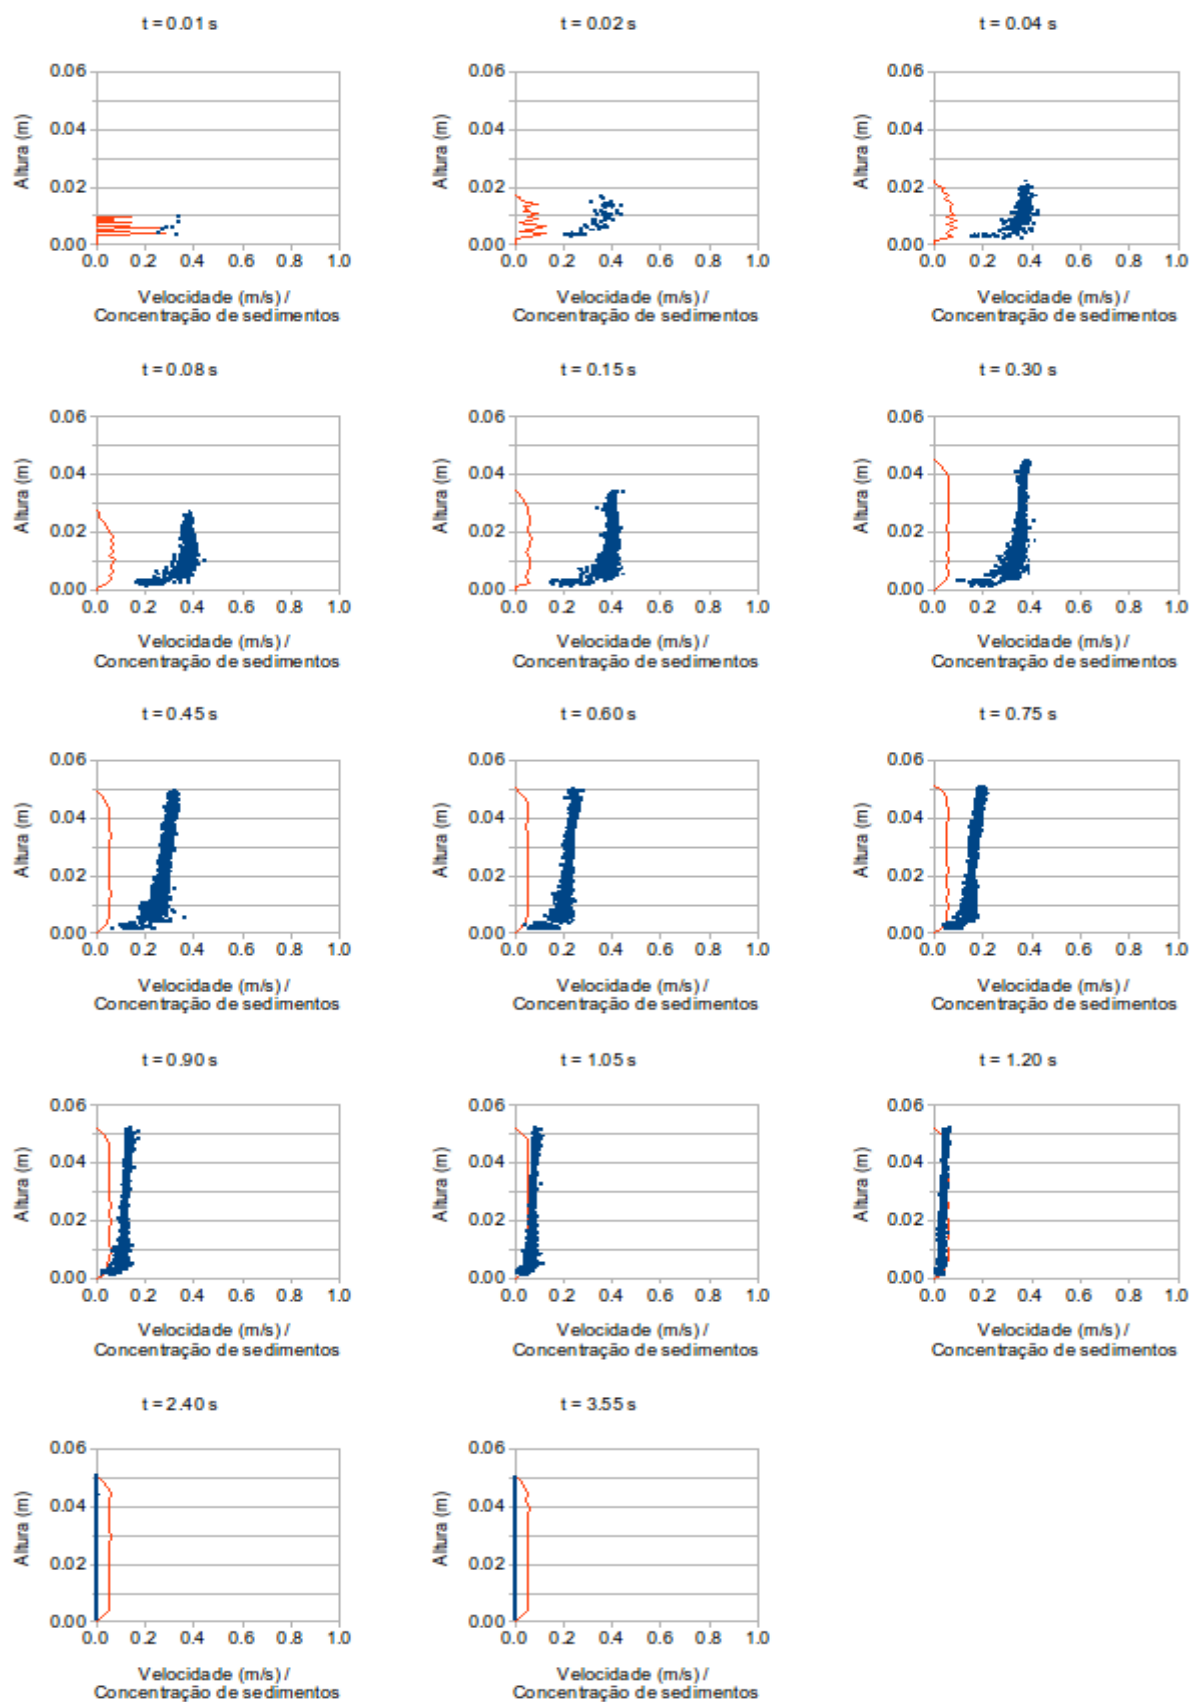 t = 0.01 s
0.06
0.04
0.02
0.00
Altura (m)
0.0 0.2 0.4 0.6 0.8 1.0
Velocidade (m/s) /
Concentração de sedimentos
t = 0.02 s
0.06
0.04
0.02
0.00
Altura (m)
0.0 0.2 0.4 0.6 0.8 1.0
Velocidade (m/s) /
Concentração de sedimentos
t = 0.04 s
0.06
0.04
0.02
0.00
Altura (m)
0.0 0.2 0.4 0.6 0.8 1.0
Velocidade (m/s) /
Concentração de sedimentos
t = 0.08 s
0.06
0.04
0.02
0.00
Altura (m)
0.0 0.2 0.4 0.6 0.8 1.0
Velocidade (m/s) /
Concentração de sedimentos
t = 0.15 s
0.06
0.04
0.02
0.00
Altura (m)
0.0 0.2 0.4 0.6 0.8 1.0
Velocidade (m/s) /
Concentração de sedimentos
t = 0.30 s
0.06
0.04
0.02
0.00
Altura (m)
0.0 0.2 0.4 0.6 0.8 1.0
Velocidade (m/s) /
Concentração de sedimentos
t = 0.45 s
0.06
0.04
0.02
0.00
Altura (m)
0.0 0.2 0.4 0.6 0.8 1.0
Velocidade (m/s) /
Concentração de sedimentos
t = 0.60 s
0.06
0.04
0.02
0.00
Altura (m)
0.0 0.2 0.4 0.6 0.8 1.0
Velocidade (m/s) /
Concentração de sedimentos
t = 0.75 s
0.06
0.04
0.02
0.00
Altura (m)
0.0 0.2 0.4 0.6 0.8 1.0
Velocidade (m/s) /
Concentração de sedimentos
t = 0.90 s
0.06
0.04
0.02
0.00
Altura (m)
0.0 0.2 0.4 0.6 0.8 1.0
Velocidade (m/s) /
Concentração de sedimentos
t = 1.05 s
0.06
0.04
0.02
0.00
Altura (m)
0.0 0.2 0.4 0.6 0.8 1.0
Velocidade (m/s) /
Concentração de sedimentos
t = 1.20 s
0.06
0.04
0.02
0.00
Altura (m)
0.0 0.2 0.4 0.6 0.8 1.0
Velocidade (m/s) /
Concentração de sedimentos
t = 2.40 s
0.06
0.04
0.02
0.00
Altura (m)
0.0 0.2 0.4 0.6 0.8 1.0
Velocidade (m/s) /
Concentração de sedimentos
t = 3.55 s
0.06
0.04
0.02
0.00
Altura (m)
0.0 0.2 0.4 0.6 0.8 1.0
Velocidade (m/s) /
Concentração de sedimentos